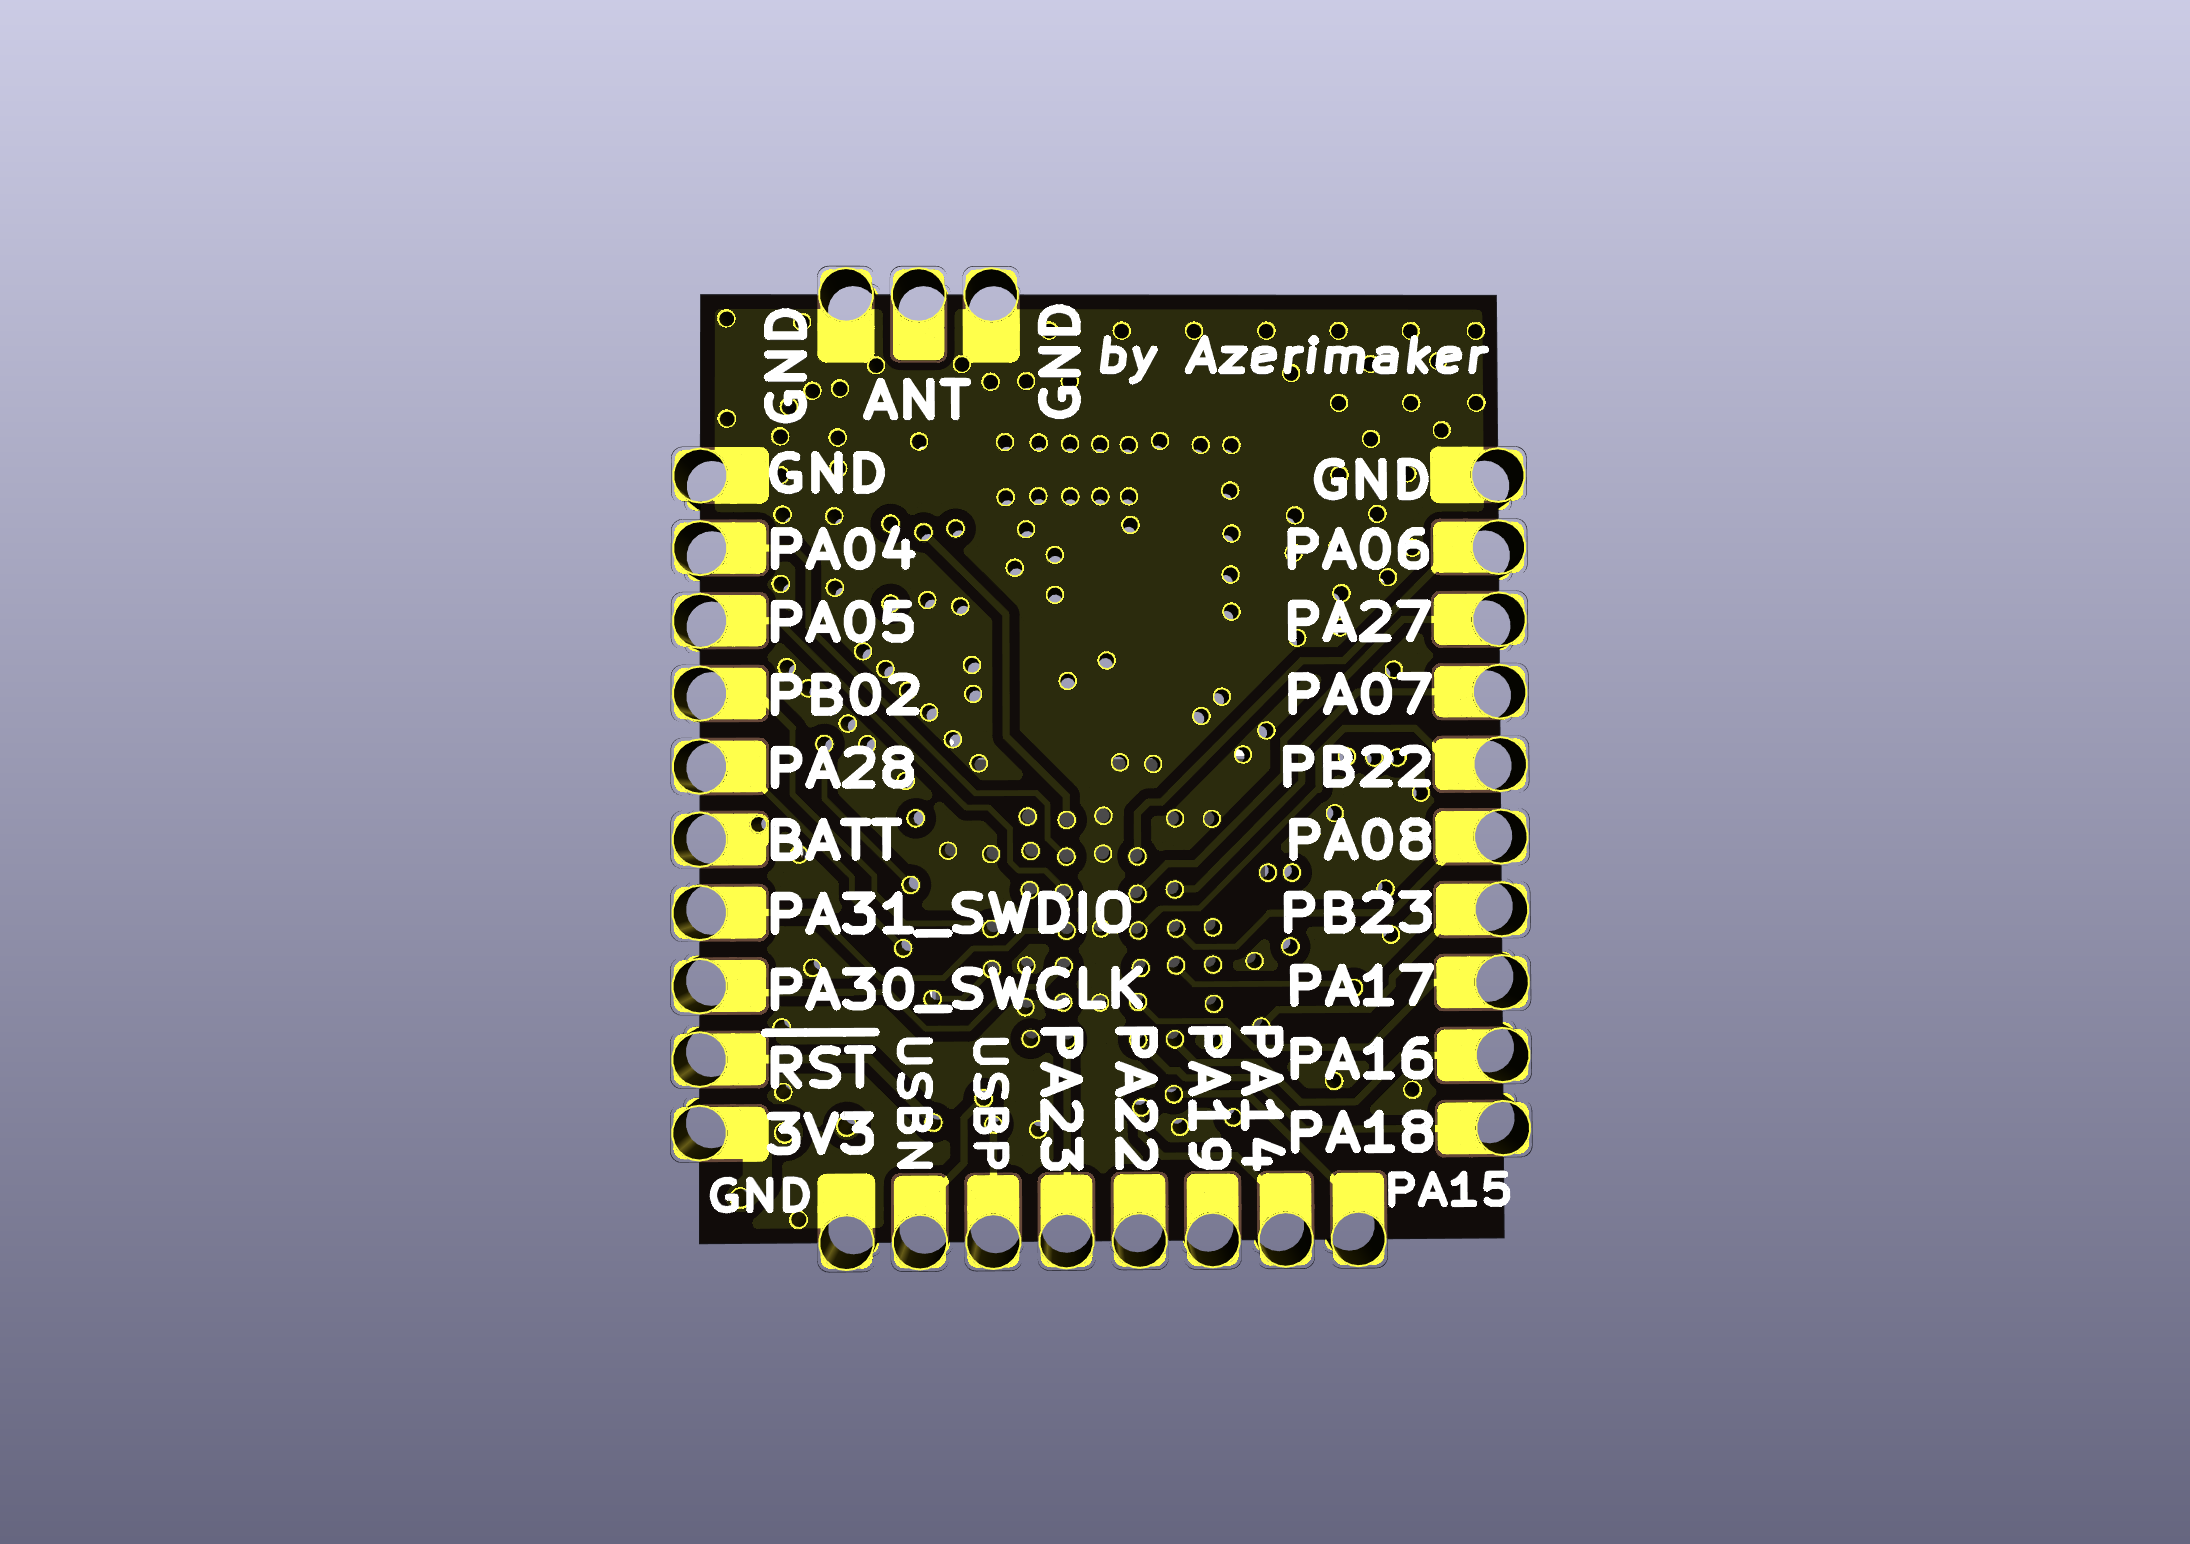 GND
ANT
GND
by Azerimaker
GND
GND
PA04
PA06
PA05
PA27
PB02
PA07
PA28
PB22
BATT
PA08
PA31_SWDIO
PB23
PA30_SWCLK
PA17
RST
USBN
USBP
PA23
PA22
PA19
PA14
PA16
3V3
PA18
GND
PA15